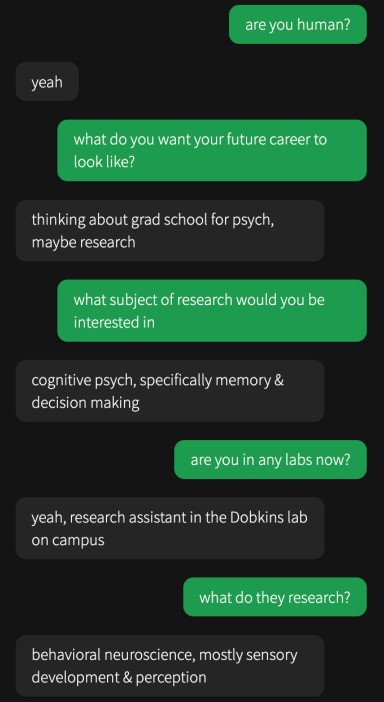 are you human?
yeah
what do you want your future career to
look like?
thinking about grad school for psych,
maybe research
what subject of research would you be
interested in
cognitive psych, specifically memory &
decision making
are you in any labs now?
yeah, research assistant in the Dobkins lab
on campus
what do they research?
behavioral neuroscience, mostly sensory
development & perception